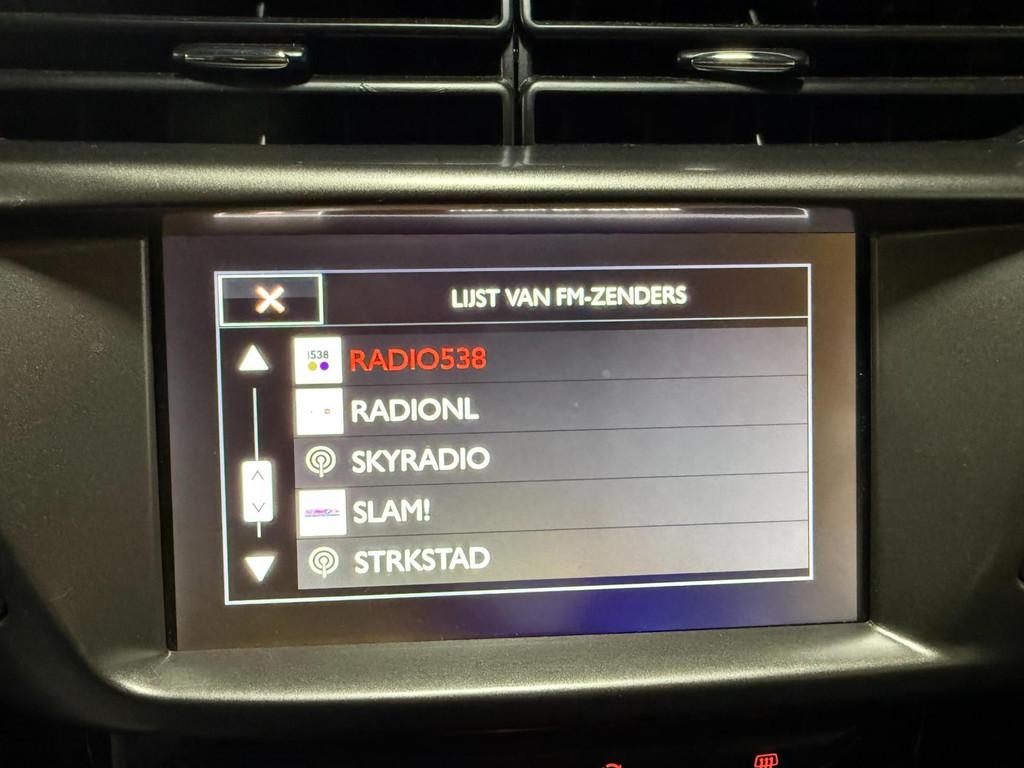 LIJST VAN FM-ZENDERS
538
RADIO538
RADIONL
SKYRADIO
SLAM!
STRKSTAD